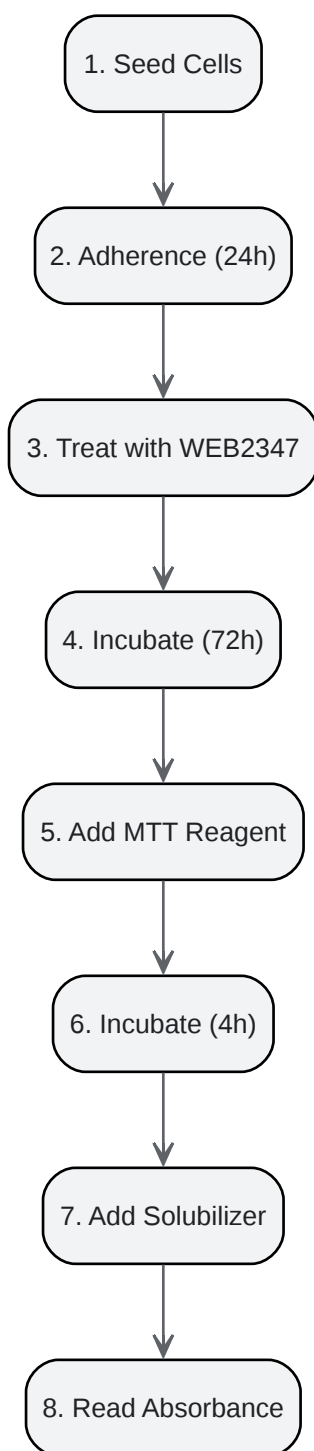 1. Seed Cells
2. Adherence (24h)
3. Treat with WEB2347
4. Incubate (72h)
5. Add MTT Reagent
6. Incubate (4h)
7. Add Solubilizer
8. Read Absorbance